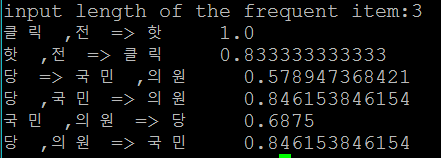 input length of the frequent item:3
클릭 ,전 => 핫 1.0
핫 ,전 => 클릭 0.833333333333
당 => 국민 ,의원 0.578947368421
당 ,국민 => 의원 0.846153846154
국민 ,의원 => 당 0.6875
당 ,의원 => 국민 0.846153846154